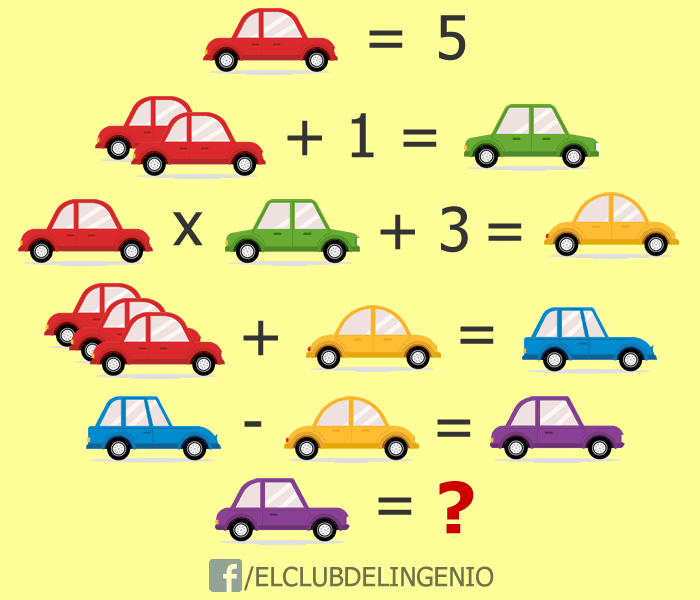 = 5
+ 1 =
x + 3 =
+ =
- =
= ?
f/ELCLUBDELINGENIO